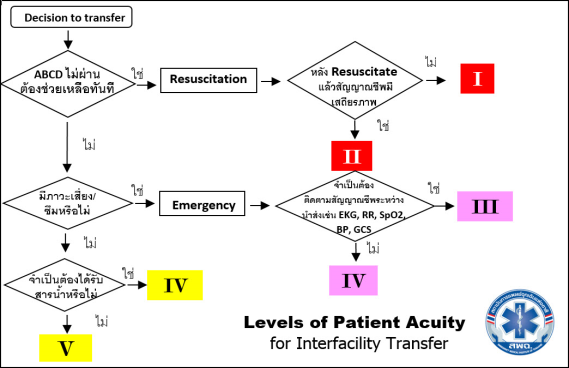 Decision to transfer
ABCD ไม่ผ่าน
ต้องช่วยเหลือทันที
ใช่
Resuscitation
หลัง Resuscitate
แล้วสัญญาณชีพมี
เสถียรภาพ
ไม่
I
ไม่
ใช่
II
มีภาวะเสี่ยง/
ซึมหรือไม่
ใช่
Emergency
จำเป็นต้อง
ติดตามสัญญาณชีพระหว่าง
นำส่งเช่น EKG, RR, SpO2,
BP, GCS
ใช่
III
ไม่
ไม่
IV
จำเป็นต้องได้รับ
สารน้ำหรือไม่
ใช่
IV
ไม่
V
Levels of Patient Acuity
for Interfacility Transfer
สพฉ.